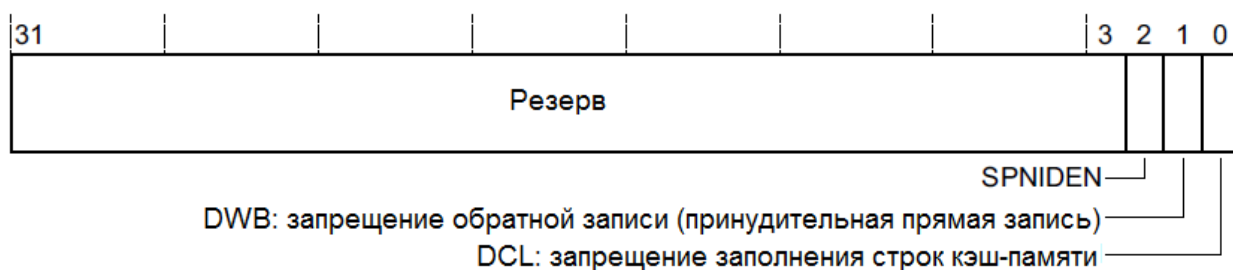 31 3 2 1 0
Резерв
SPNIDEN
DWB: запрещение обратной записи (принудительная прямая запись)
DCL: запрещение заполнения строк кэш-памяти